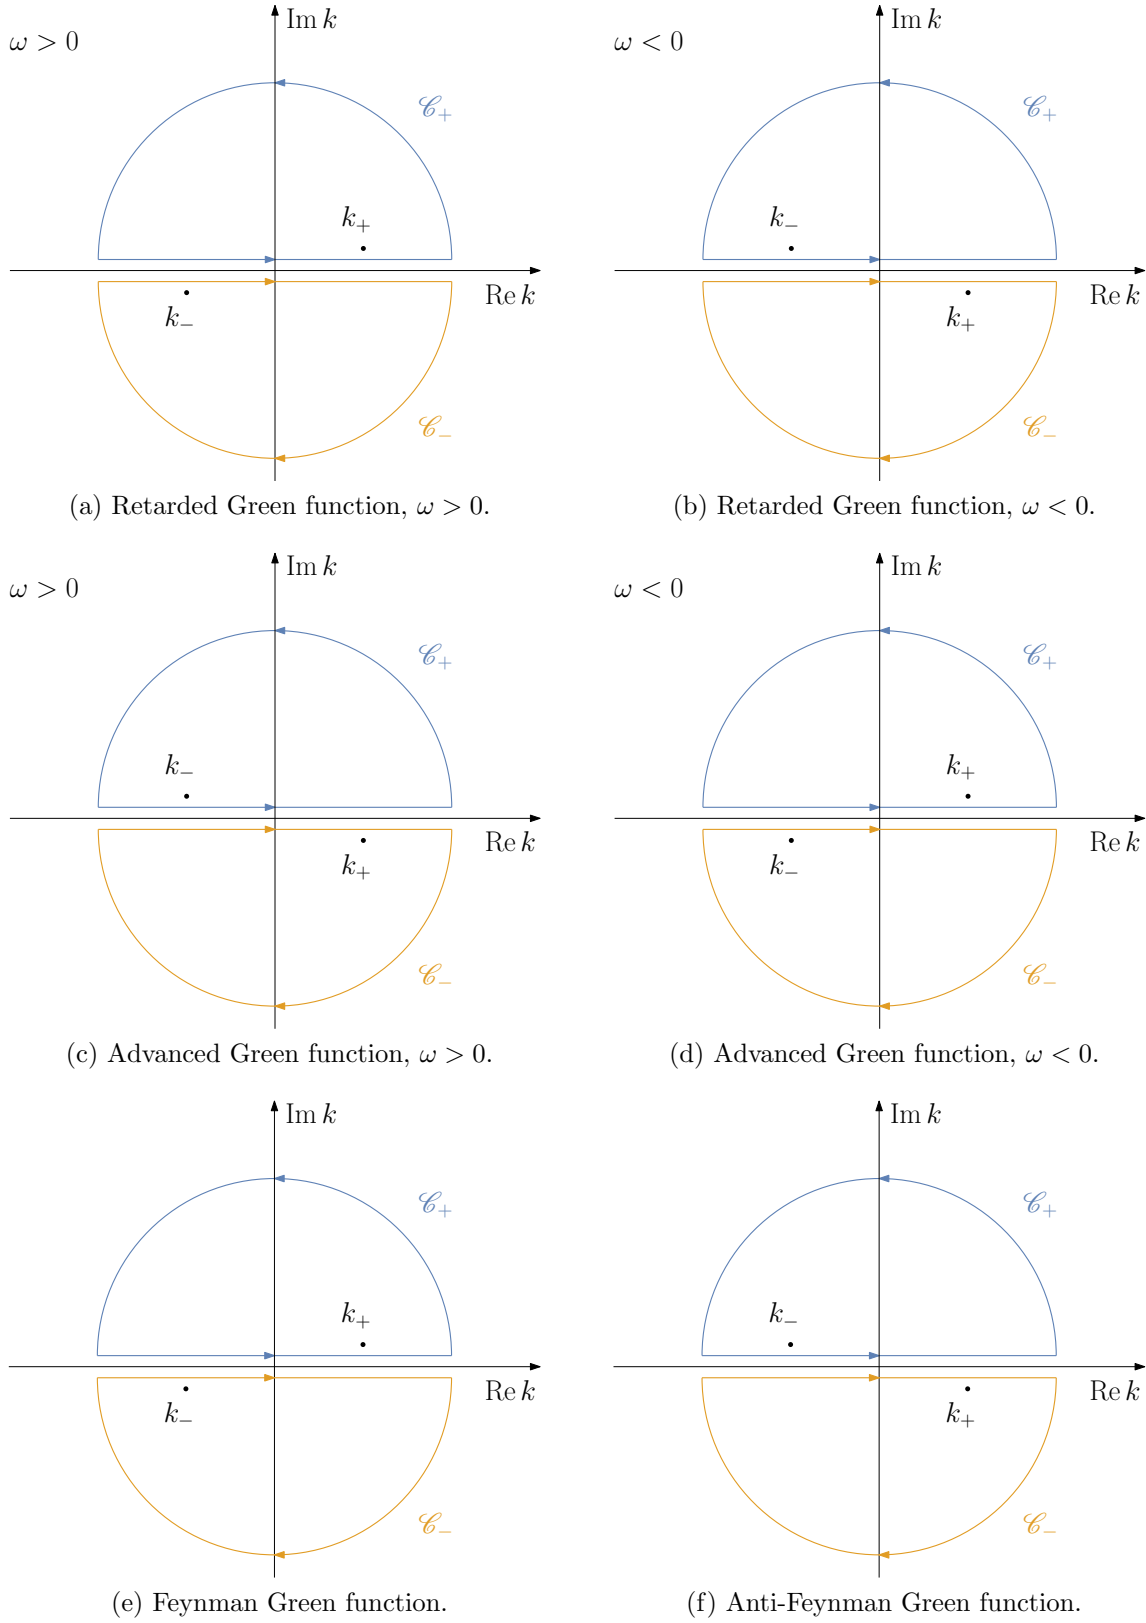 Im k
Im k
ω > 0
ω < 0
𝒞₊
𝒞₊
k₊
k₋
Re k
Re k
k₋
k₊
𝒞₋
𝒞₋
(a) Retarded Green function, ω > 0.
(b) Retarded Green function, ω < 0.
Im k
Im k
ω > 0
ω < 0
𝒞₊
𝒞₊
k₋
k₊
Re k
Re k
k₊
k₋
𝒞₋
𝒞₋
(c) Advanced Green function, ω > 0.
(d) Advanced Green function, ω < 0.
Im k
Im k
𝒞₊
𝒞₊
k₊
k₋
Re k
Re k
k₋
k₊
𝒞₋
𝒞₋
(e) Feynman Green function.
(f) Anti-Feynman Green function.